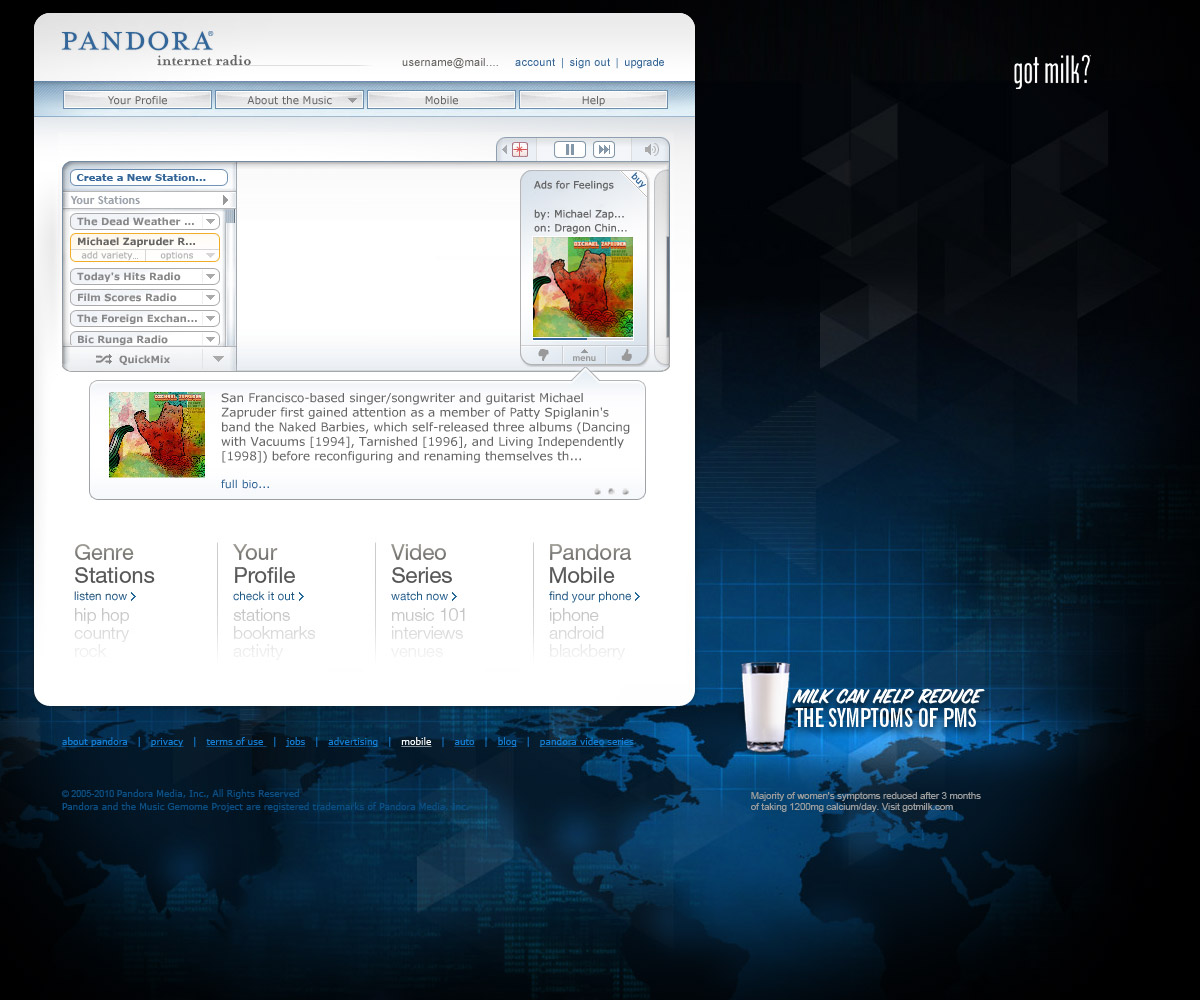 PANDORA®
internet radio
username@mail.... account | sign out | upgrade
got milk?
Your Profile About the Music Mobile Help
Create a New Station...
Your Stations
The Dead Weather ...
Michael Zapruder R...
add variety... options
Today's Hits Radio
Film Scores Radio
The Foreign Exchan...
Bic Runga Radio
QuickMix
Ads for Feelings
buy
by: Michael Zap...
on: Dragon Chin...
MICHAEL ZAPRUDER
menu
San Francisco-based singer/songwriter and guitarist Michael
Zapruder first gained attention as a member of Patty Spiglanin's
band the Naked Barbies, which self-released three albums (Dancing
with Vacuums [1994], Tarnished [1996], and Living Independently
[1998]) before reconfiguring and renaming themselves th...
full bio...
Genre
Stations
listen now
hip hop
country
rock
Your
Profile
check it out
stations
bookmarks
activity
Video
Series
watch now
music 101
interviews
venues
Pandora
Mobile
find your phone
iphone
android
blackberry
MILK CAN HELP REDUCE
THE SYMPTOMS OF PMS
about pandora | privacy | terms of use | jobs | advertising | mobile | auto | blog | pandora video series
© 2005-2010 Pandora Media, Inc., All Rights Reserved
Pandora and the Music Gemome Project are registered trademarks of Pandora Media, Inc.
Majority of women's symptoms reduced after 3 months
of taking 1200mg calcium/day. Visit gotmilk.com